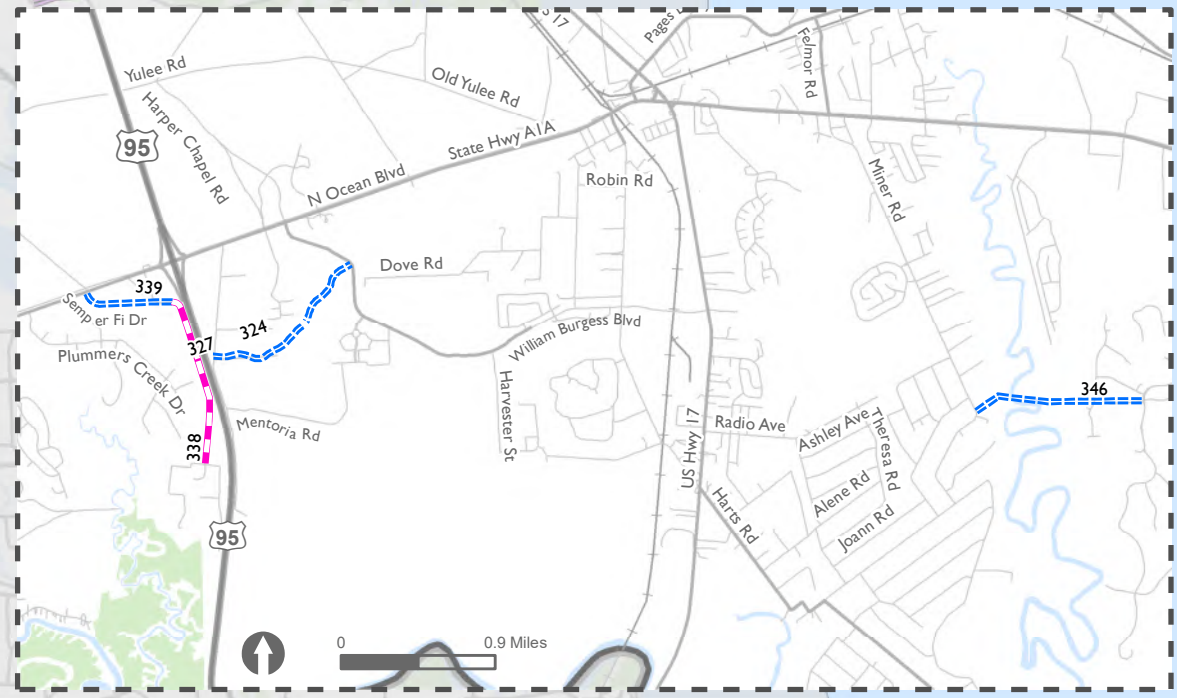 S 17
Pages
Felmor Rd
Yulee Rd
Old Yulee Rd
Harper Chapel Rd
95
State Hwy A1A
N Ocean Blvd
Robin Rd
Miner Rd
Dove Rd
339
Semper Fi Dr
324
327
William Burgess Blvd
Plummers Creek Dr
346
Harvester St
Mentoria Rd
338
US Hwy 17
Radio Ave
Ashley Ave
Theresa Rd
Alene Rd
Joann Rd
Harts Rd
95
0 0.9 Miles